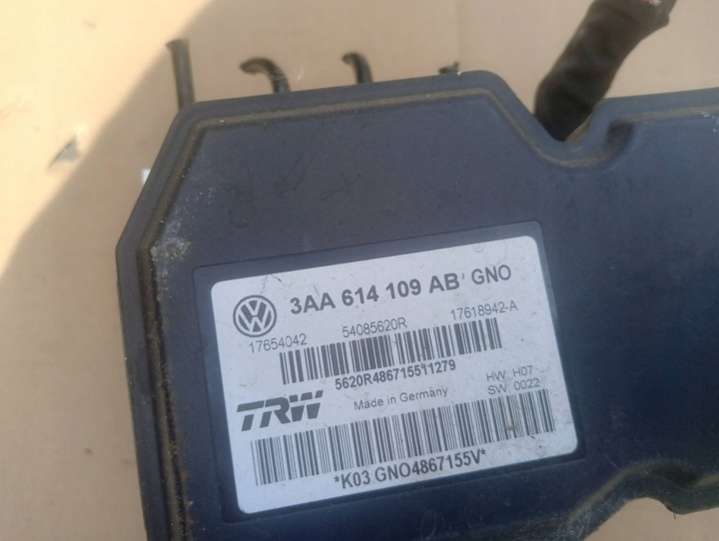 3AA 614 109 AB' GNO
17654042 54085620R 17618942-A
5620R486715511279
TRW Made in Germany HW H07
SW 0022
*K03 GNO4867155V*